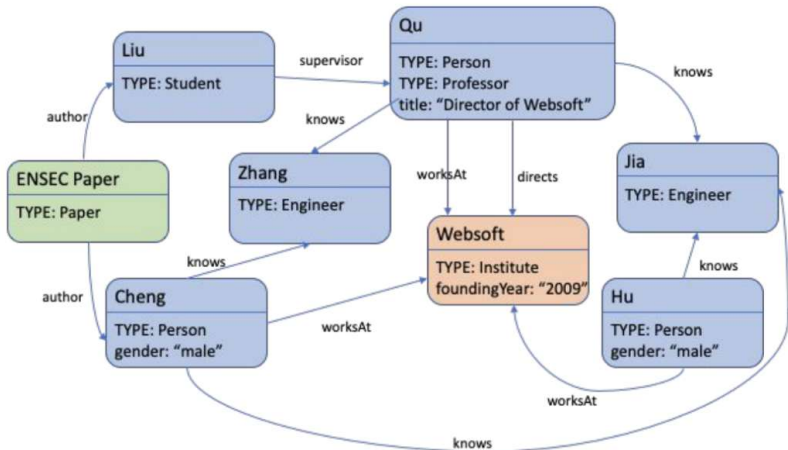 Liu
TYPE: Student
supervisor
Qu
TYPE: Person
TYPE: Professor
title: “Director of Websoft”
knows
author
knows
ENSEC Paper
TYPE: Paper
Zhang
TYPE: Engineer
worksAt
directs
Jia
TYPE: Engineer
Websoft
TYPE: Institute
foundingYear: “2009”
knows
knows
author
Cheng
TYPE: Person
gender: “male”
worksAt
Hu
TYPE: Person
gender: “male”
worksAt
knows